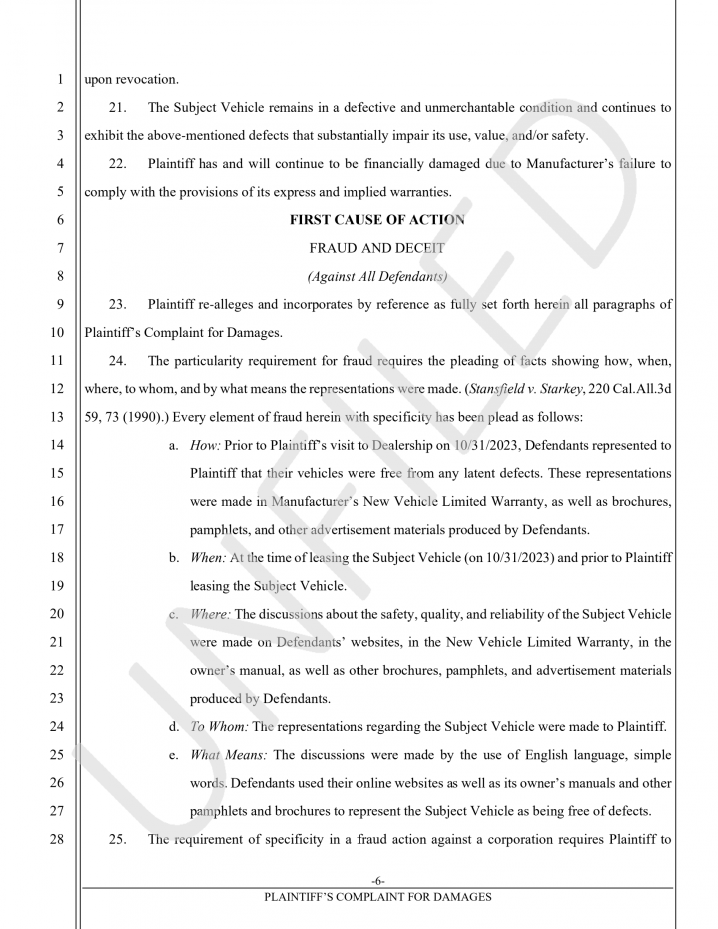 1 upon revocation.
2 21. The Subject Vehicle remains in a defective and unmerchantable condition and continues to
3 exhibit the above-mentioned defects that substantially impair its use, value, and/or safety.
4 22. Plaintiff has and will continue to be financially damaged due to Manufacturer's failure to
5 comply with the provisions of its express and implied warranties.
6 FIRST CAUSE OF ACTION
7 FRAUD AND DECEIT
8 (Against All Defendants)
9 23. Plaintiff re-alleges and incorporates by reference as fully set forth herein all paragraphs of
10 Plaintiff's Complaint for Damages.
11 24. The particularity requirement for fraud requires the pleading of facts showing how, when,
12 where, to whom, and by what means the representations were made. (Stansfield v. Starkey, 220 Cal.All.3d
13 59, 73 (1990).) Every element of fraud herein with specificity has been plead as follows:
14 a. How: Prior to Plaintiff's visit to Dealership on 10/31/2023, Defendants represented to
15 Plaintiff that their vehicles were free from any latent defects. These representations
16 were made in Manufacturer's New Vehicle Limited Warranty, as well as brochures,
17 pamphlets, and other advertisement materials produced by Defendants.
18 b. When: At the time of leasing the Subject Vehicle (on 10/31/2023) and prior to Plaintiff
19 leasing the Subject Vehicle.
20 c. Where: The discussions about the safety, quality, and reliability of the Subject Vehicle
21 were made on Defendants' websites, in the New Vehicle Limited Warranty, in the
22 owner's manual, as well as other brochures, pamphlets, and advertisement materials
23 produced by Defendants.
24 d. To Whom: The representations regarding the Subject Vehicle were made to Plaintiff.
25 e. What Means: The discussions were made by the use of English language, simple
26 words. Defendants used their online websites as well as its owner's manuals and other
27 pamphlets and brochures to represent the Subject Vehicle as being free of defects.
28 25. The requirement of specificity in a fraud action against a corporation requires Plaintiff to
-6-
PLAINTIFF'S COMPLAINT FOR DAMAGES
UNFILED